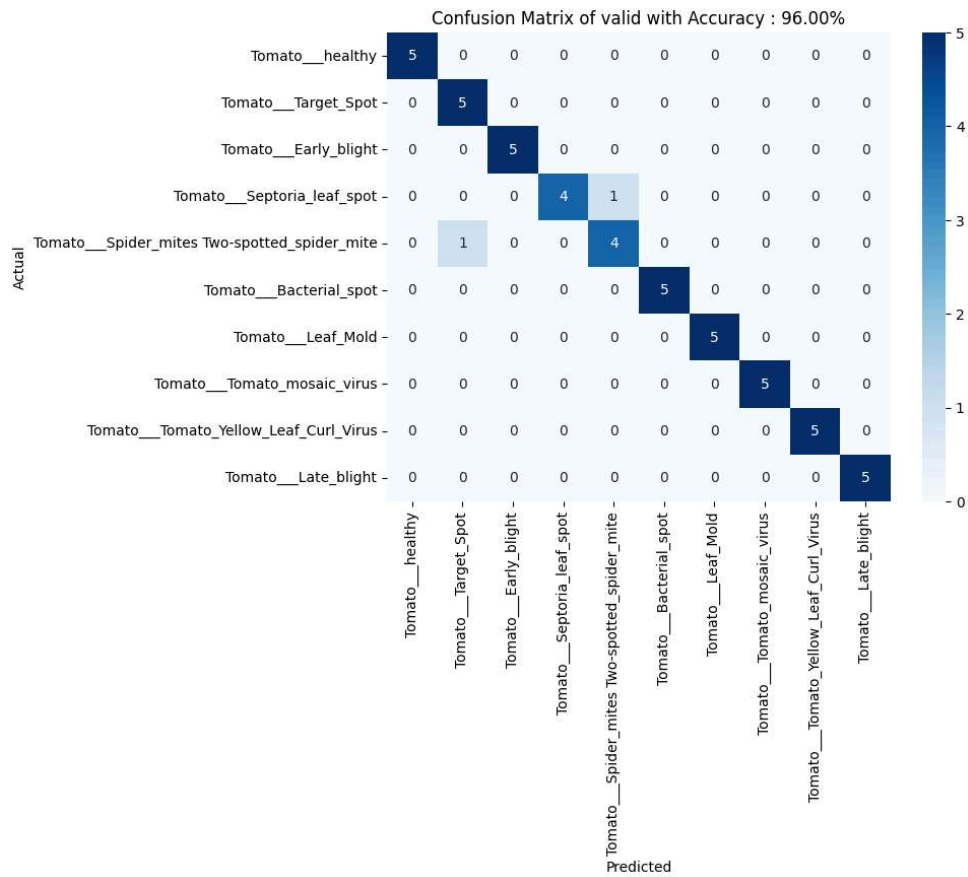 Confusion Matrix of valid with Accuracy : 96.00%
Tomato___healthy 5 0 0 0 0 0 0 0 0 0
Tomato___Target_Spot 0 5 0 0 0 0 0 0 0 0
Tomato___Early_blight 0 0 5 0 0 0 0 0 0 0
Tomato___Septoria_leaf_spot 0 0 0 4 1 0 0 0 0 0
Tomato___Spider_mites Two-spotted_spider_mite 0 1 0 0 4 0 0 0 0 0
Tomato___Bacterial_spot 0 0 0 0 0 5 0 0 0 0
Tomato___Leaf_Mold 0 0 0 0 0 0 5 0 0 0
Tomato___Tomato_mosaic_virus 0 0 0 0 0 0 0 5 0 0
Tomato___Tomato_Yellow_Leaf_Curl_Virus 0 0 0 0 0 0 0 0 5 0
Tomato___Late_blight 0 0 0 0 0 0 0 0 0 5
Actual
Tomato___healthy
Tomato___Target_Spot
Tomato___Early_blight
Tomato___Septoria_leaf_spot
Tomato___Spider_mites Two-spotted_spider_mite
Tomato___Bacterial_spot
Tomato___Leaf_Mold
Tomato___Tomato_mosaic_virus
Tomato___Tomato_Yellow_Leaf_Curl_Virus
Tomato___Late_blight
Predicted
5
4
3
2
1
0